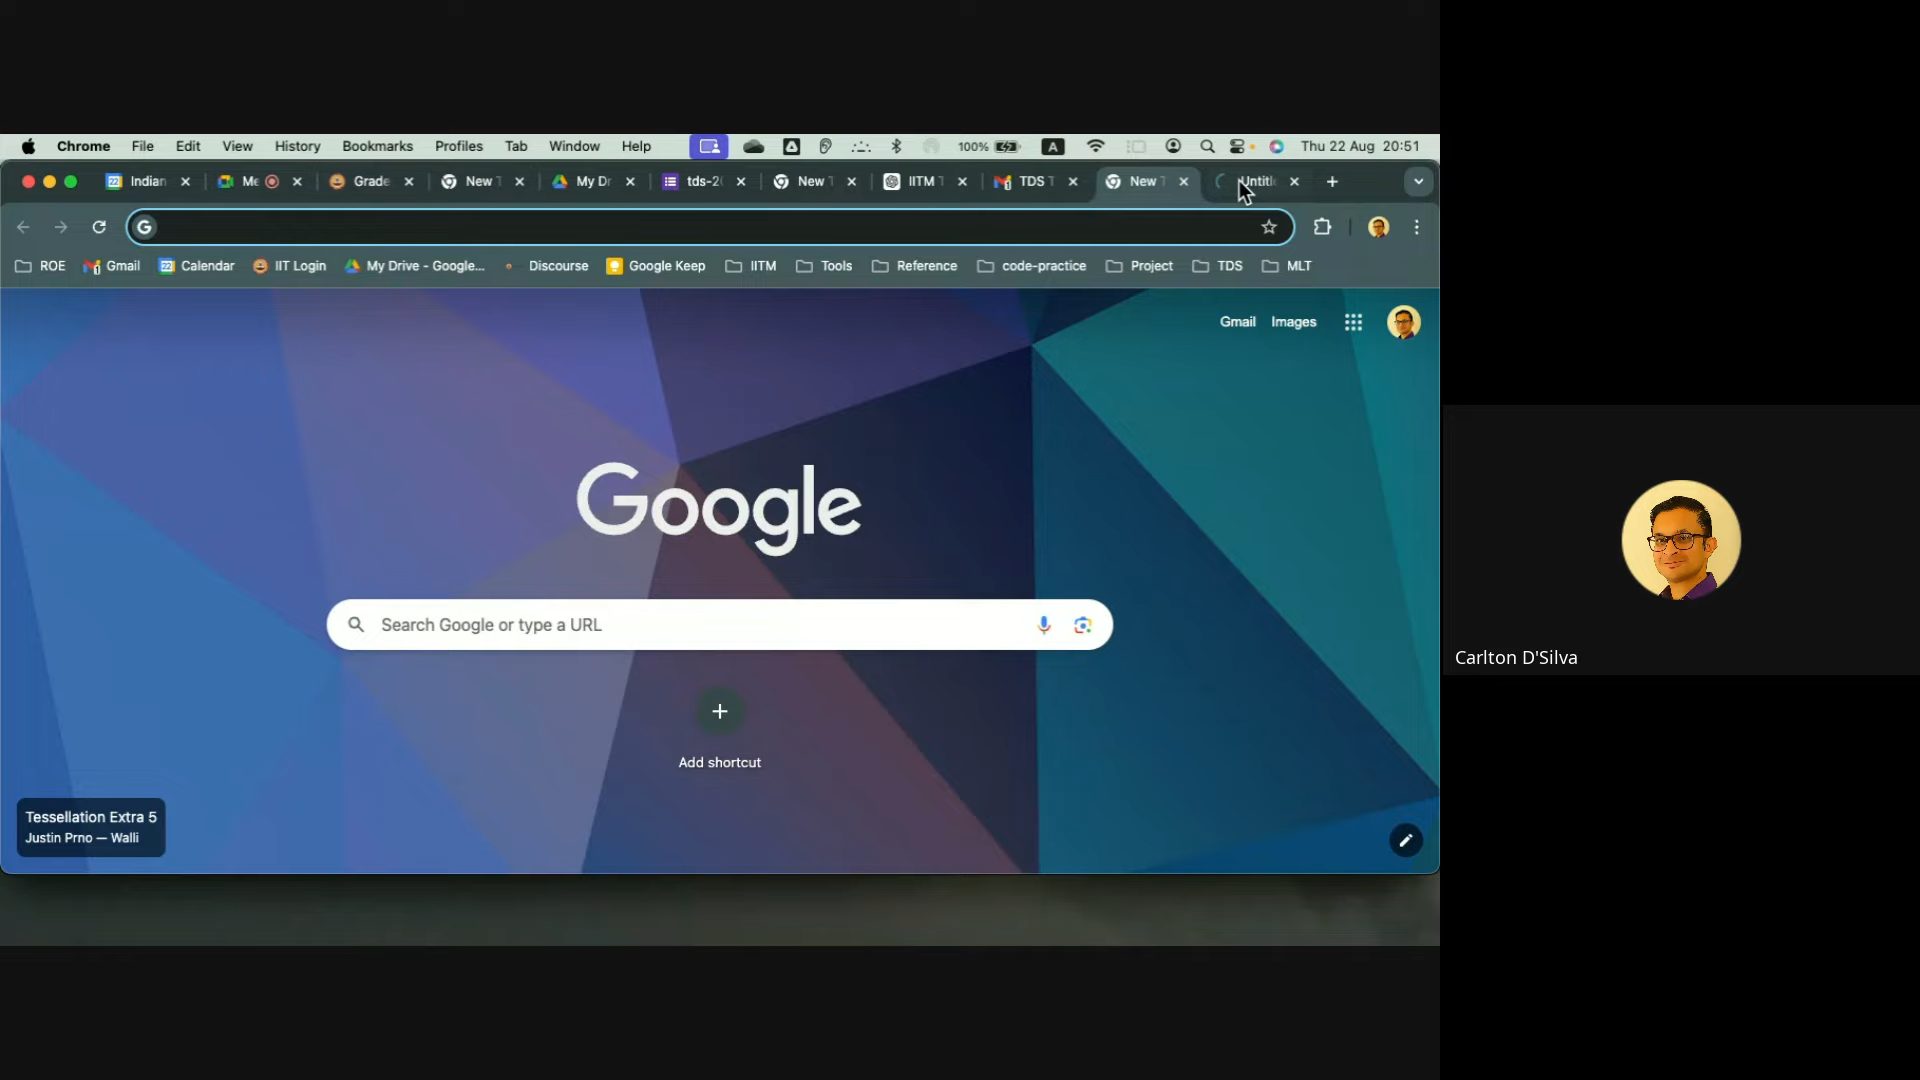 Chrome File Edit View History Bookmarks Profiles Tab Window Help 100% A Thu 22 Aug 20:51
Indian Me Grade New T My Dr tds-2 New T IITM T TDS T New T Untitl
G
ROE Gmail Calendar IIT Login My Drive - Google... Discourse Google Keep IITM Tools Reference code-practice Project TDS MLT
Gmail Images
Google
Search Google or type a URL
Add shortcut
Tessellation Extra 5
Justin Prno — Walli
Carlton D'Silva